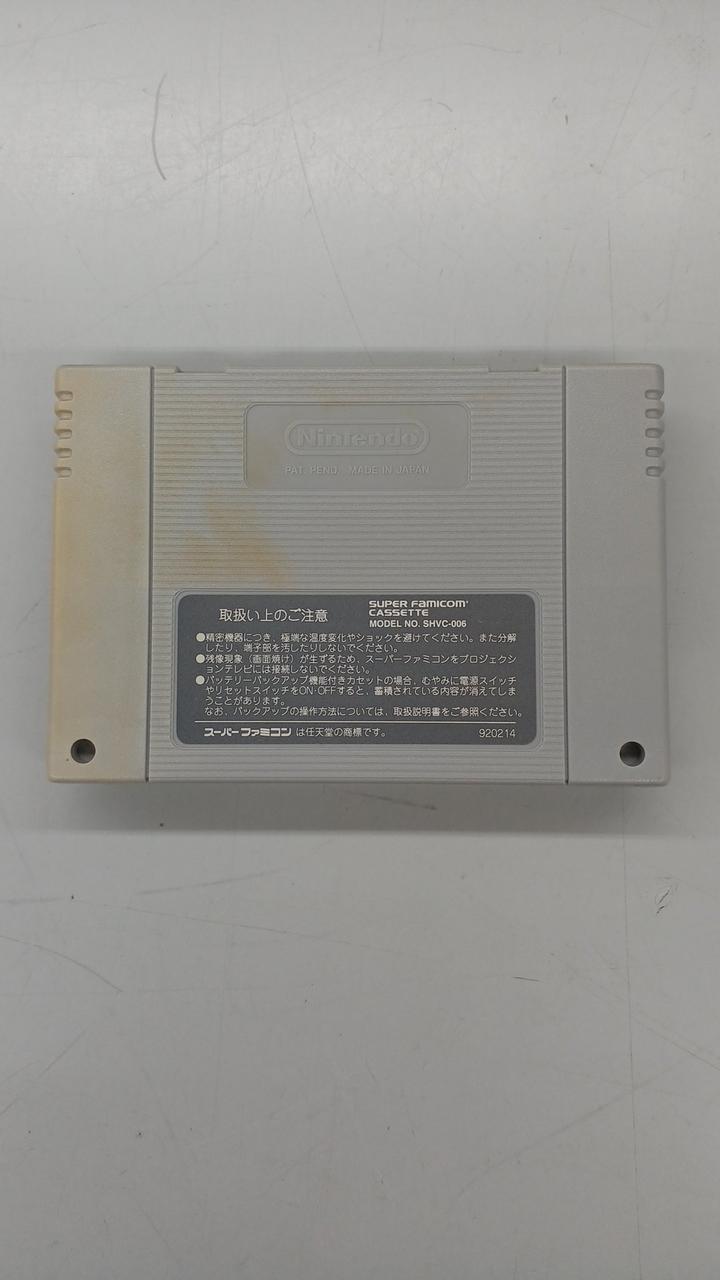 Nintendo
PAT. PEND. MADE IN JAPAN
取扱い上のご注意
SUPER FAMICOM
CASSETTE
MODEL NO. SHVC-006
●精密機器につき、極端な温度変化やショックを避けてください。また分解
したり、端子部を汚したりしないでください。
●残像現象（画面焼け）が生ずるため、スーパーファミコンをプロジェクシ
ョンテレビには接続しないでください。
●バッテリーバックアップ機能付きカセットの場合、むやみに電源スイッチ
やリセットスイッチをON・OFFすると、蓄積されている内容が消えてしま
うことがあります。
なお、バックアップの操作方法については、取扱説明書をご参照ください。
スーパーファミコン は任天堂の商標です。 920214